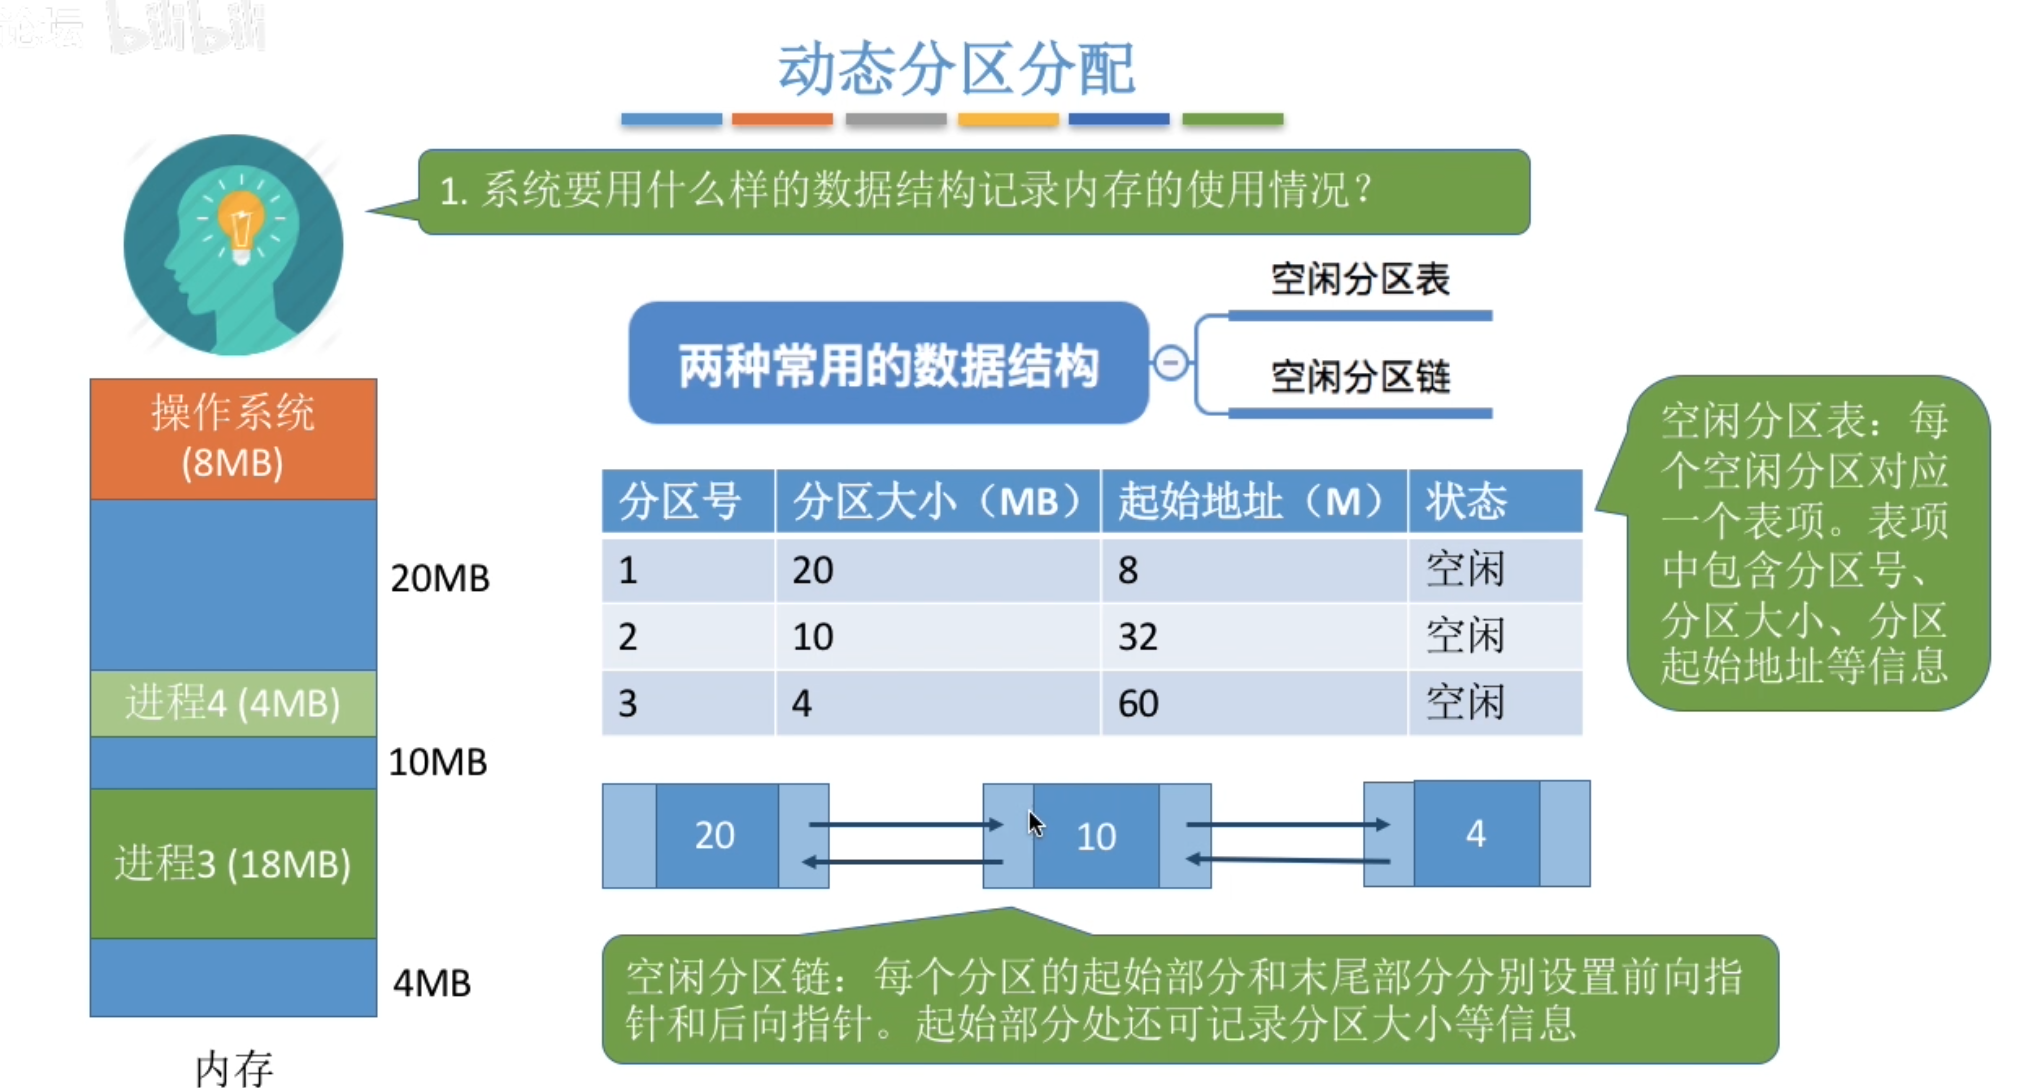 论坛 bilibili
动态分区分配
1. 系统要用什么样的数据结构记录内存的使用情况？
两种常用的数据结构
空闲分区表
空闲分区链
操作系统
(8MB)
20MB
进程4 (4MB)
10MB
进程3 (18MB)
4MB
内存
分区号 分区大小（MB） 起始地址（M） 状态
1 20 8 空闲
2 10 32 空闲
3 4 60 空闲
空闲分区表：每
个空闲分区对应
一个表项。表项
中包含分区号、
分区大小、分区
起始地址等信息
20 10 4
空闲分区链：每个分区的起始部分和末尾部分分别设置前向指
针和后向指针。起始部分处还可记录分区大小等信息